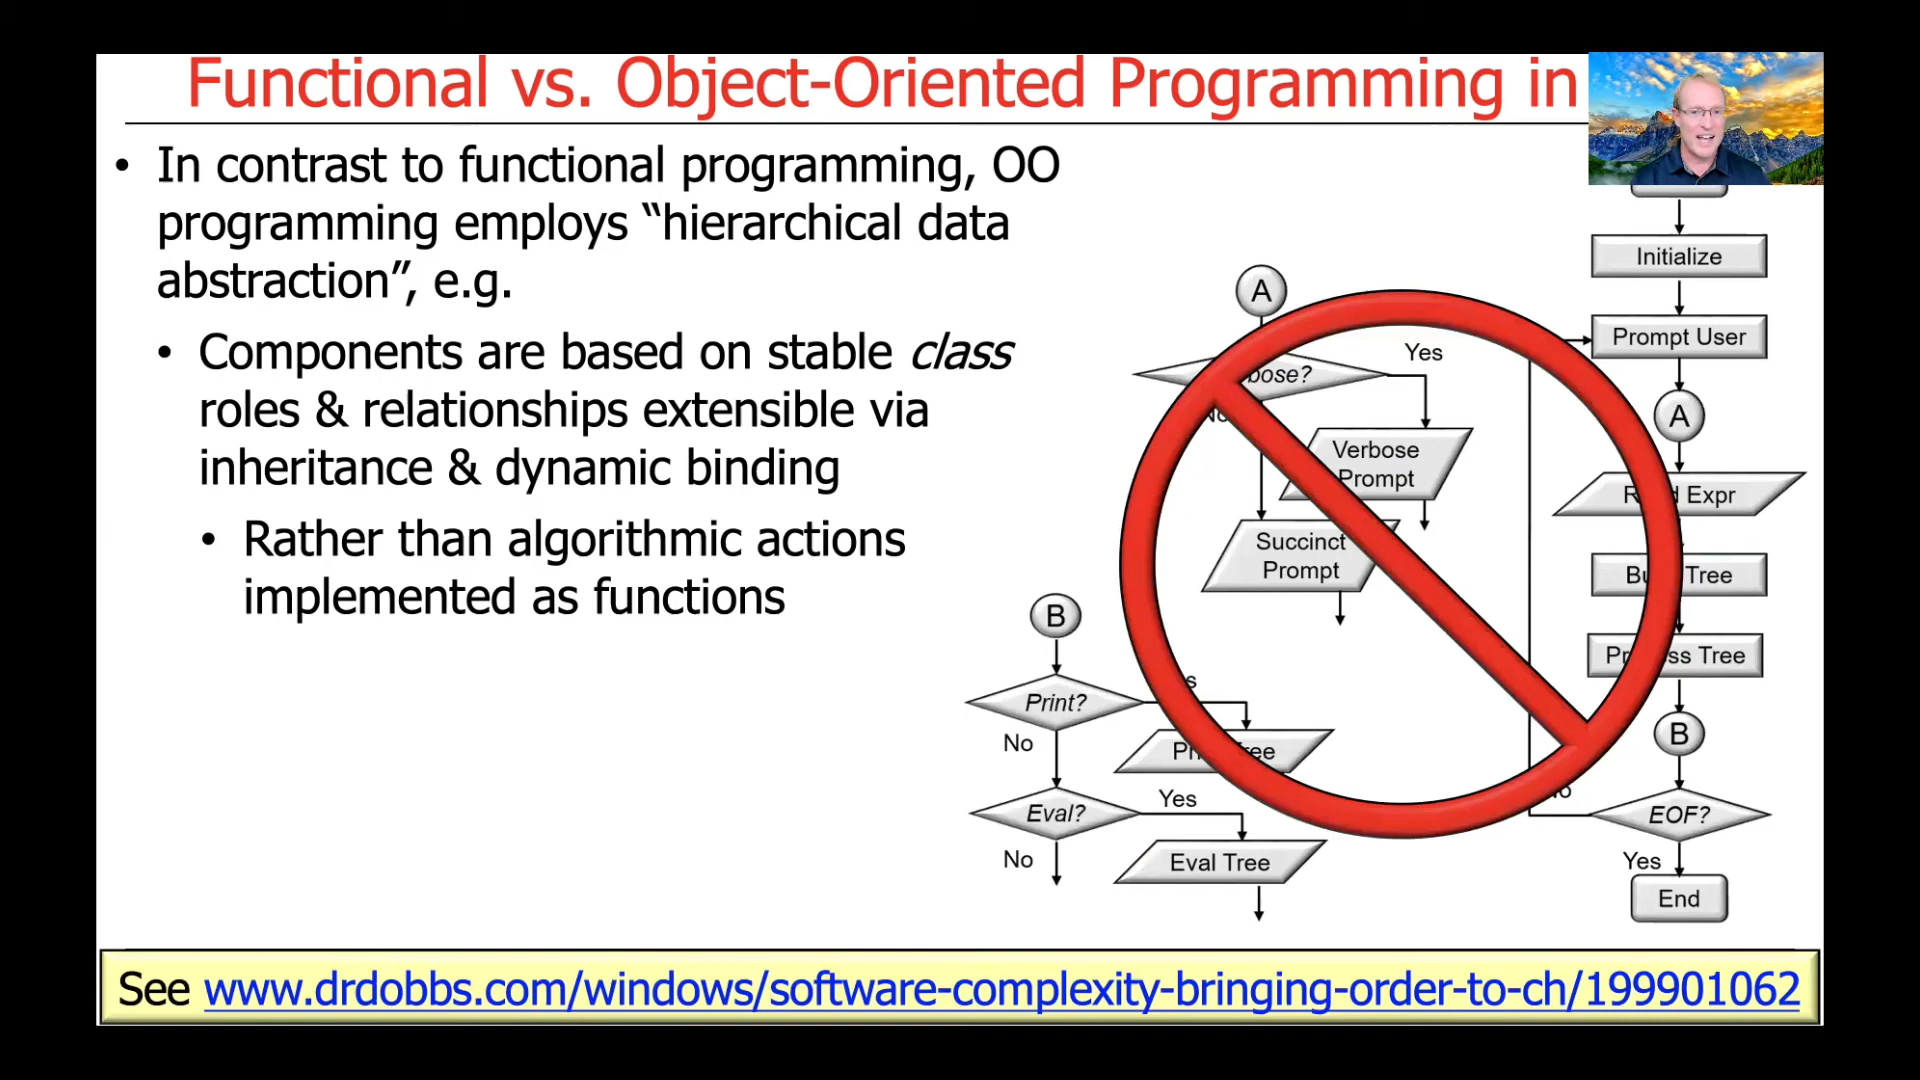 Functional vs. Object-Oriented Programming in
• In contrast to functional programming, OO
programming employs “hierarchical data
abstraction”, e.g.
• Components are based on stable class
roles & relationships extensible via
inheritance & dynamic binding
• Rather than algorithmic actions
implemented as functions
A
Yes
Verbose
Prompt
Succinct
Prompt
B
Print?
No
Eval?
Yes
No
Eval Tree
Initialize
Prompt User
A
Expr
Tree
Tree
B
EOF?
Yes
End
See www.drdobbs.com/windows/software-complexity-bringing-order-to-ch/199901062